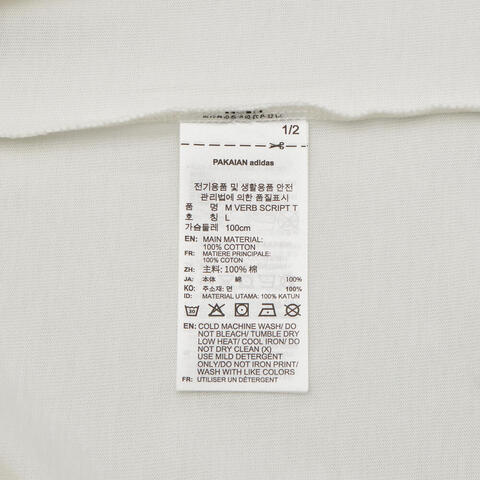 1/2
PAKAIAN adidas
전기용품 및 생활용품 안전
관리법에 의한 품질표시
품 명 M VERB SCRIPT T
호 칭 L
가슴둘레 100cm
EN: MAIN MATERIAL:
100% COTTON
FR: MATIERE PRINCIPALE:
100% COTON
ZH: 主料: 100% 棉
JA: 本体 綿 100%
KO: 주소재: 면 100%
ID: MATERIAL UTAMA: 100% KATUN
30
EN: COLD MACHINE WASH/ DO
NOT BLEACH/ TUMBLE DRY
LOW HEAT/ COOL IRON/ DO
NOT DRY CLEAN (X)
USE MILD DETERGENT
ONLY/DO NOT IRON PRINT/
WASH WITH LIKE COLORS
FR: UTILISER UN DÉTERGENT